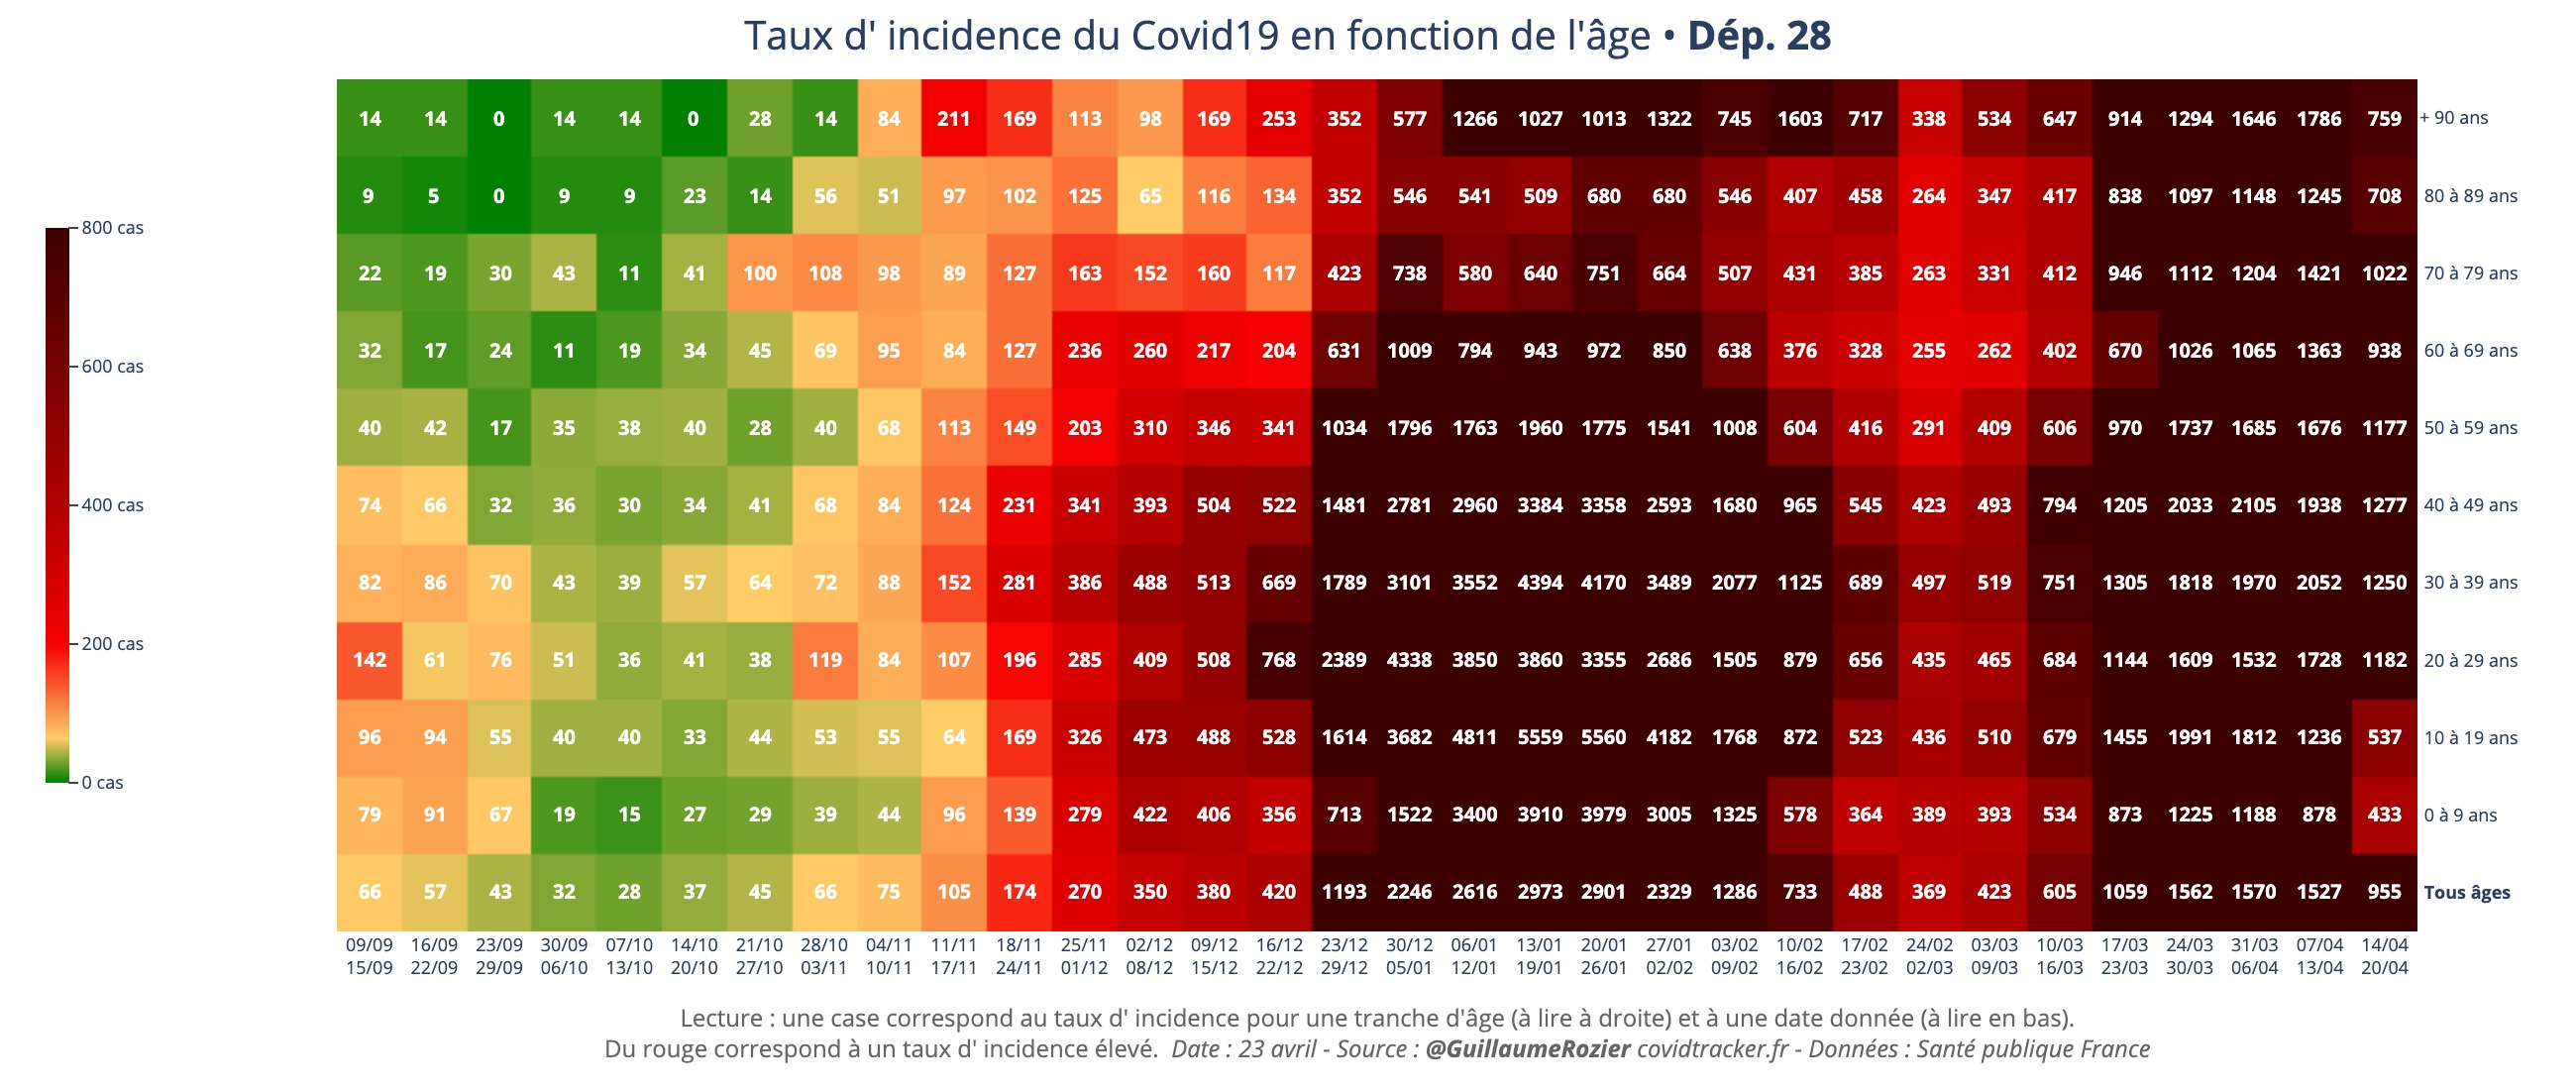 Taux d' incidence du Covid19 en fonction de l'âge • Dép. 28
800 cas
600 cas
400 cas
200 cas
0 cas
14 14 0 14 14 0 28 14 84 211 169 113 98 169 253 352 577 1266 1027 1013 1322 745 1603 717 338 534 647 914 1294 1646 1786 759 + 90 ans
9 5 0 9 9 23 14 56 51 97 102 125 65 116 134 352 546 541 509 680 680 546 407 458 264 347 417 838 1097 1148 1245 708 80 à 89 ans
22 19 30 43 11 41 100 108 98 89 127 163 152 160 117 423 738 580 640 751 664 507 431 385 263 331 412 946 1112 1204 1421 1022 70 à 79 ans
32 17 24 11 19 34 45 69 95 84 127 236 260 217 204 631 1009 794 943 972 850 638 376 328 255 262 402 670 1026 1065 1363 938 60 à 69 ans
40 42 17 35 38 40 28 40 68 113 149 203 310 346 341 1034 1796 1763 1960 1775 1541 1008 604 416 291 409 606 970 1737 1685 1676 1177 50 à 59 ans
74 66 32 36 30 34 41 68 84 124 231 341 393 504 522 1481 2781 2960 3384 3358 2593 1680 965 545 423 493 794 1205 2033 2105 1938 1277 40 à 49 ans
82 86 70 43 39 57 64 72 88 152 281 386 488 513 669 1789 3101 3552 4394 4170 3489 2077 1125 689 497 519 751 1305 1818 1970 2052 1250 30 à 39 ans
142 61 76 51 36 41 38 119 84 107 196 285 409 508 768 2389 4338 3850 3860 3355 2686 1505 879 656 435 465 684 1144 1609 1532 1728 1182 20 à 29 ans
96 94 55 40 40 33 44 53 55 64 169 326 473 488 528 1614 3682 4811 5559 5560 4182 1768 872 523 436 510 679 1455 1991 1812 1236 537 10 à 19 ans
79 91 67 19 15 27 29 39 44 96 139 279 422 406 356 713 1522 3400 3910 3979 3005 1325 578 364 389 393 534 873 1225 1188 878 433 0 à 9 ans
66 57 43 32 28 37 45 66 75 105 174 270 350 380 420 1193 2246 2616 2973 2901 2329 1286 733 488 369 423 605 1059 1562 1570 1527 955 Tous âges
09/09 16/09 23/09 30/09 07/10 14/10 21/10 28/10 04/11 11/11 18/11 25/11 02/12 09/12 16/12 23/12 30/12 06/01 13/01 20/01 27/01 03/02 10/02 17/02 24/02 03/03 10/03 17/03 24/03 31/03 07/04 14/04
15/09 22/09 29/09 06/10 13/10 20/10 27/10 03/11 10/11 17/11 24/11 01/12 08/12 15/12 22/12 29/12 05/01 12/01 19/01 26/01 02/02 09/02 16/02 23/02 02/03 09/03 16/03 23/03 30/03 06/04 13/04 20/04
Lecture : une case correspond au taux d' incidence pour une tranche d'âge (à lire à droite) et à une date donnée (à lire en bas).
Du rouge correspond à un taux d' incidence élevé. Date : 23 avril - Source : @GuillaumeRozier covidtracker.fr - Données : Santé publique France